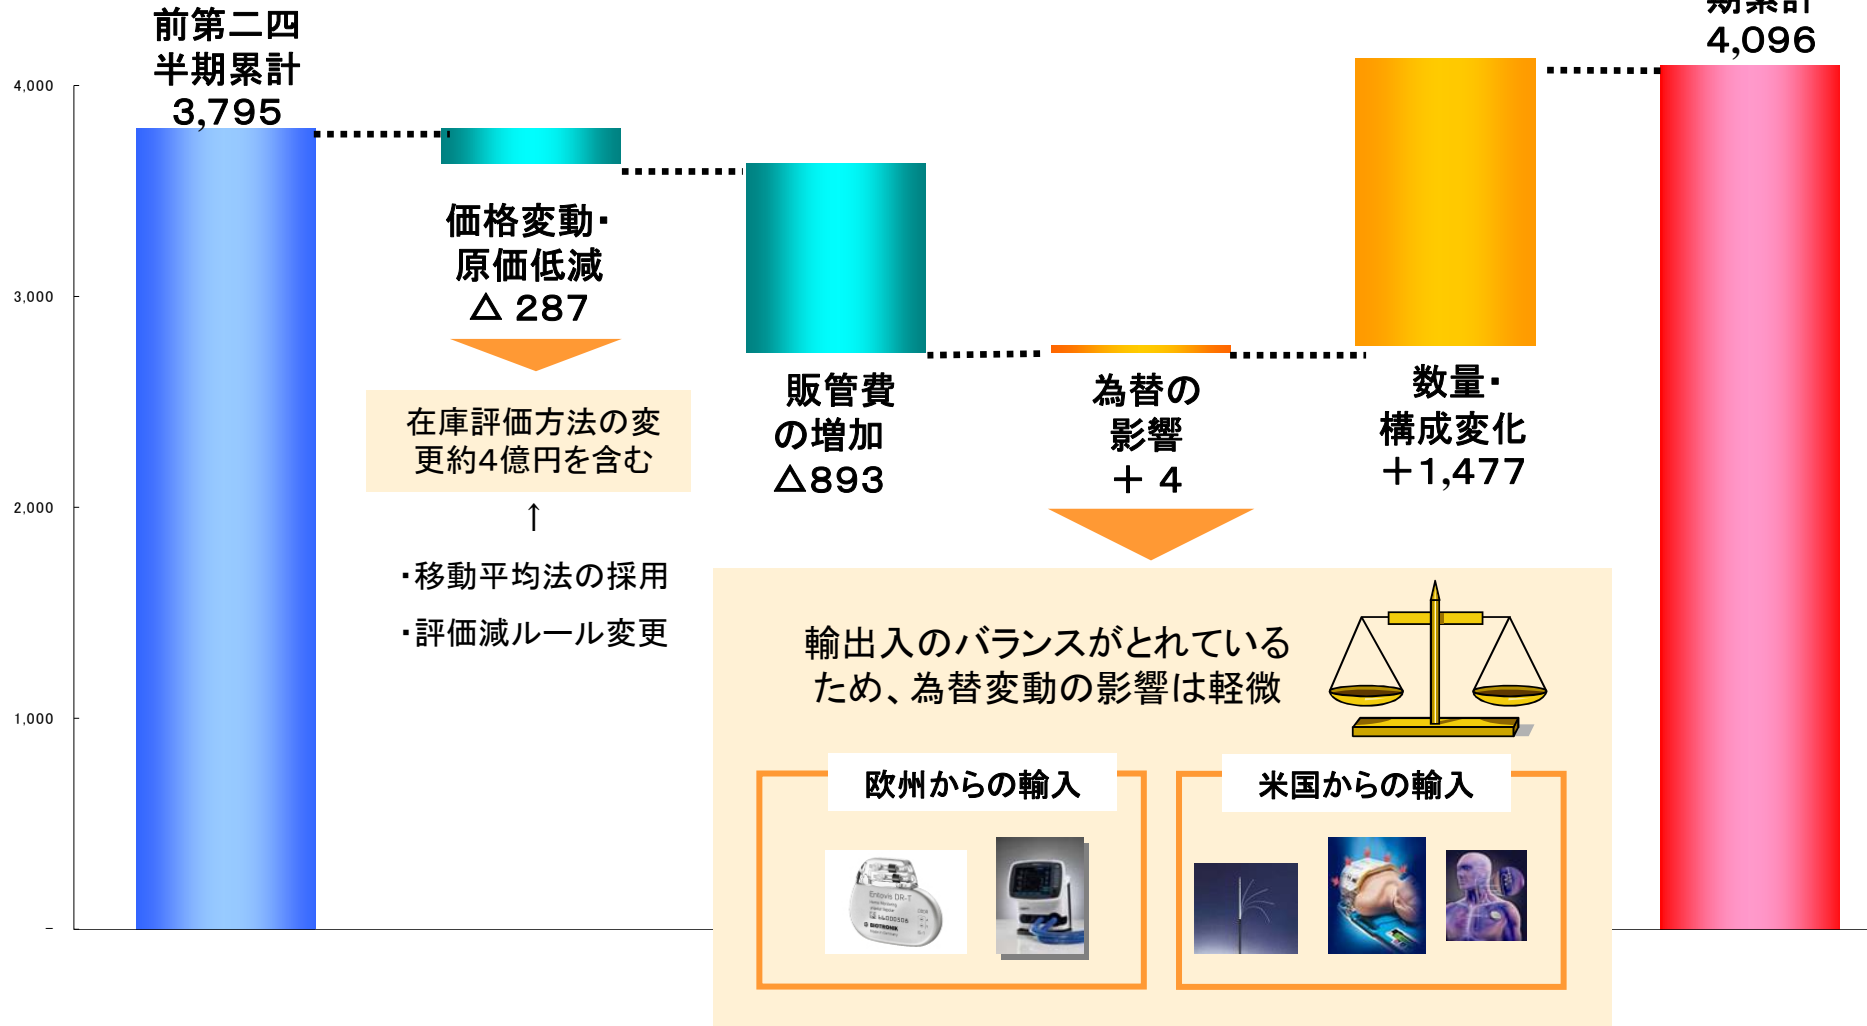 前第二四
半期累計
3,795
期累計
4,096
4,000
3,000
2,000
1,000
–
価格変動・
原価低減
△ 287
在庫評価方法の変
更約4億円を含む
↑
・移動平均法の採用
・評価減ルール変更
販管費
の増加
△893
為替の
影響
＋ 4
数量・
構成変化
＋1,477
輸出入のバランスがとれている
ため、為替変動の影響は軽微
欧州からの輸入
Entovis DR-T
BIOTRONIK
米国からの輸入